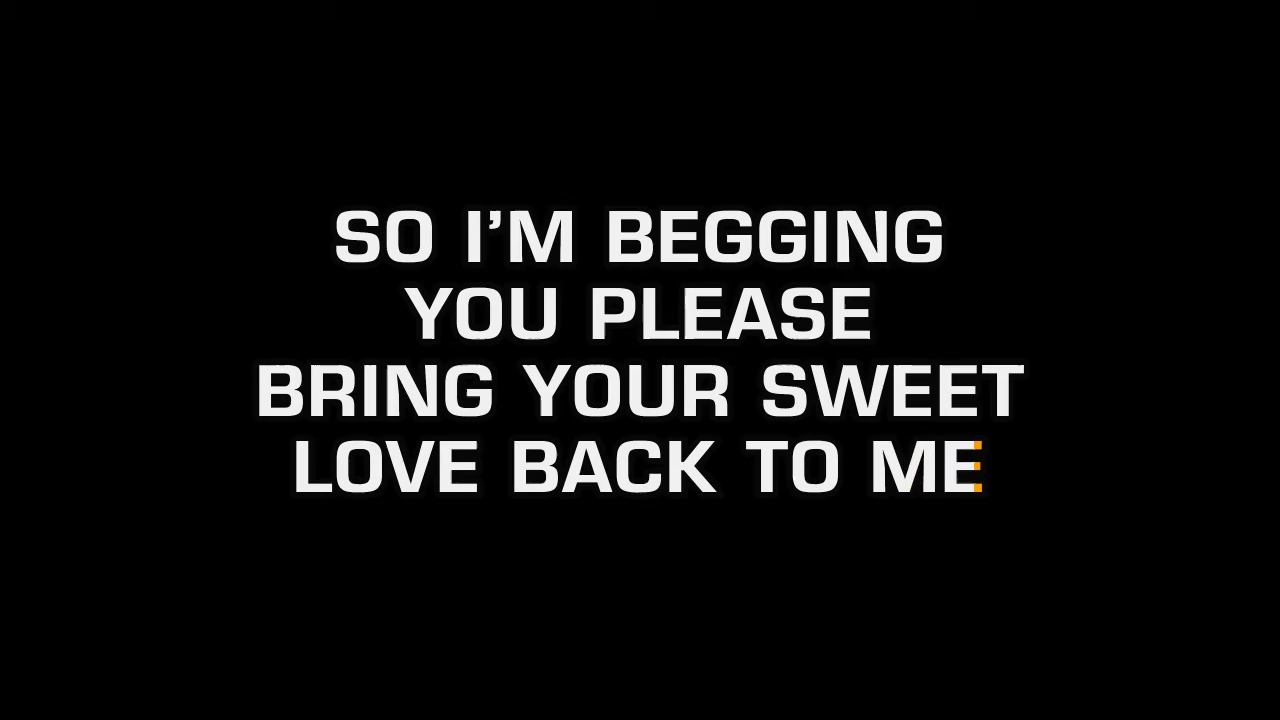 SO I’M BEGGING
YOU PLEASE
BRING YOUR SWEET
LOVE BACK TO ME